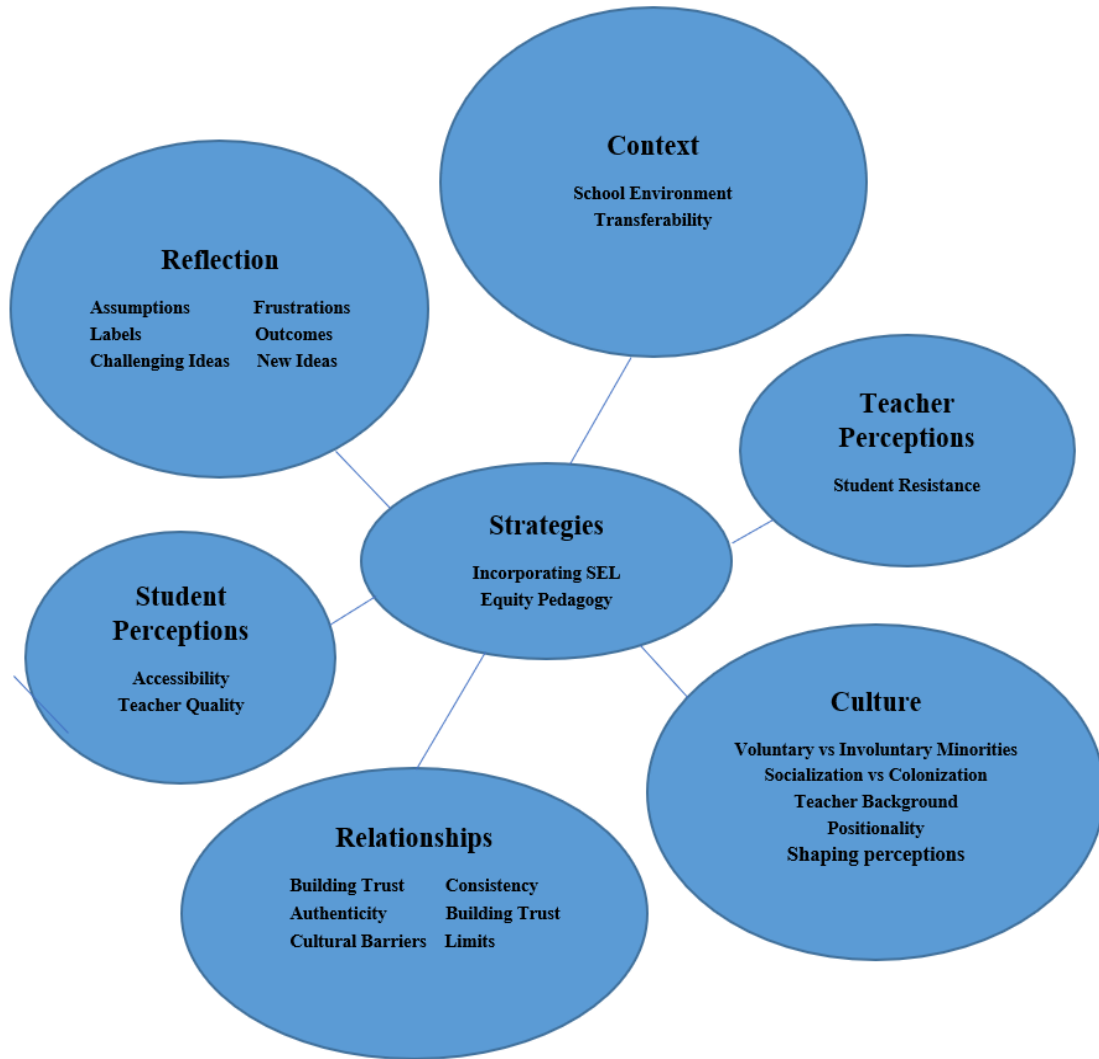 Context
School Environment
Transferability
Reflection
Assumptions Frustrations
Labels Outcomes
Challenging Ideas New Ideas
Teacher
Perceptions
Student Resistance
Strategies
Incorporating SEL
Equity Pedagogy
Student
Perceptions
Accessibility
Teacher Quality
Culture
Voluntary vs Involuntary Minorities
Socialization vs Colonization
Teacher Background
Positionality
Shaping perceptions
Relationships
Building Trust Consistency
Authenticity Building Trust
Cultural Barriers Limits